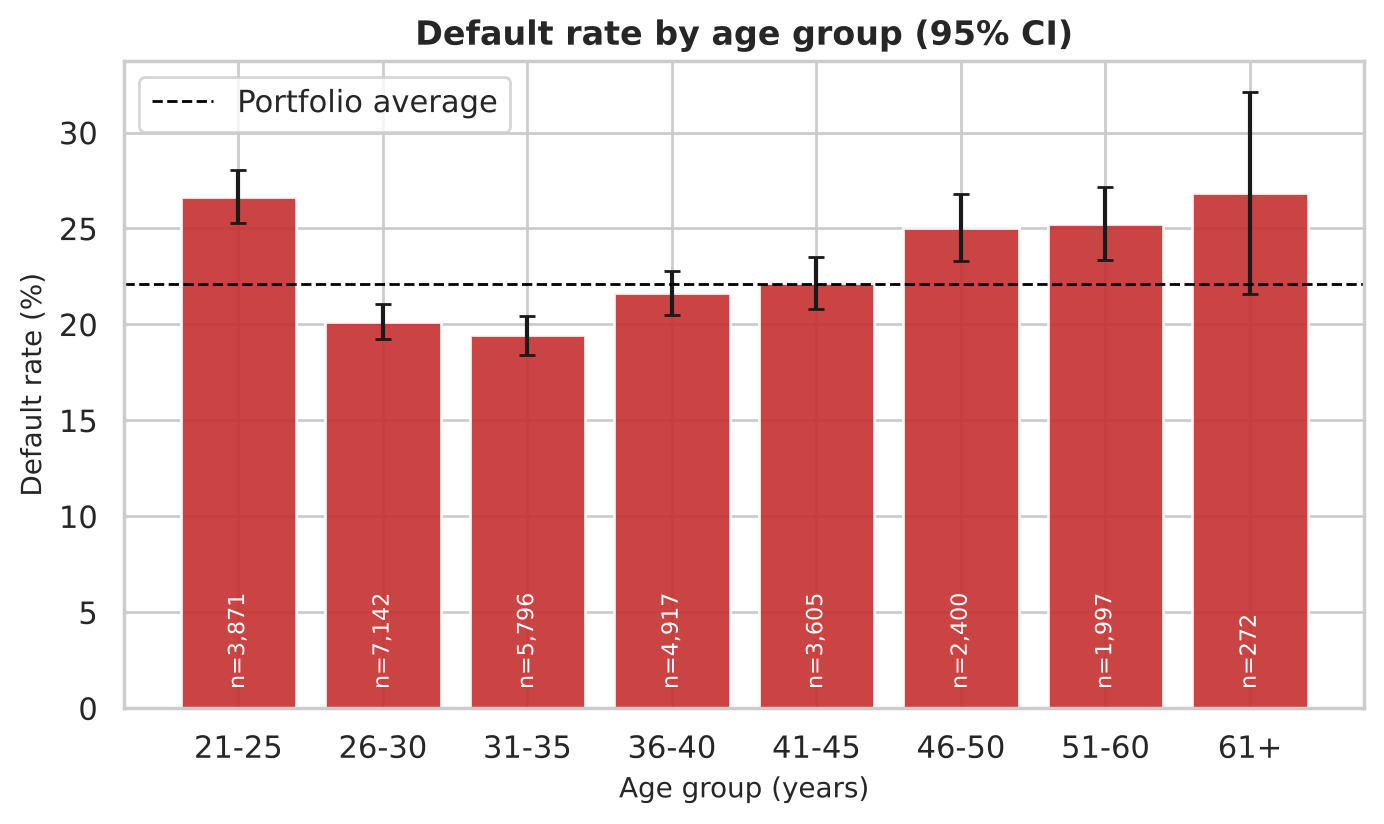 Default rate by age group (95% CI)
Portfolio average
Default rate (%)
30
25
20
15
10
5
0
n=3,871
n=7,142
n=5,796
n=4,917
n=3,605
n=2,400
n=1,997
n=272
21-25 26-30 31-35 36-40 41-45 46-50 51-60 61+
Age group (years)